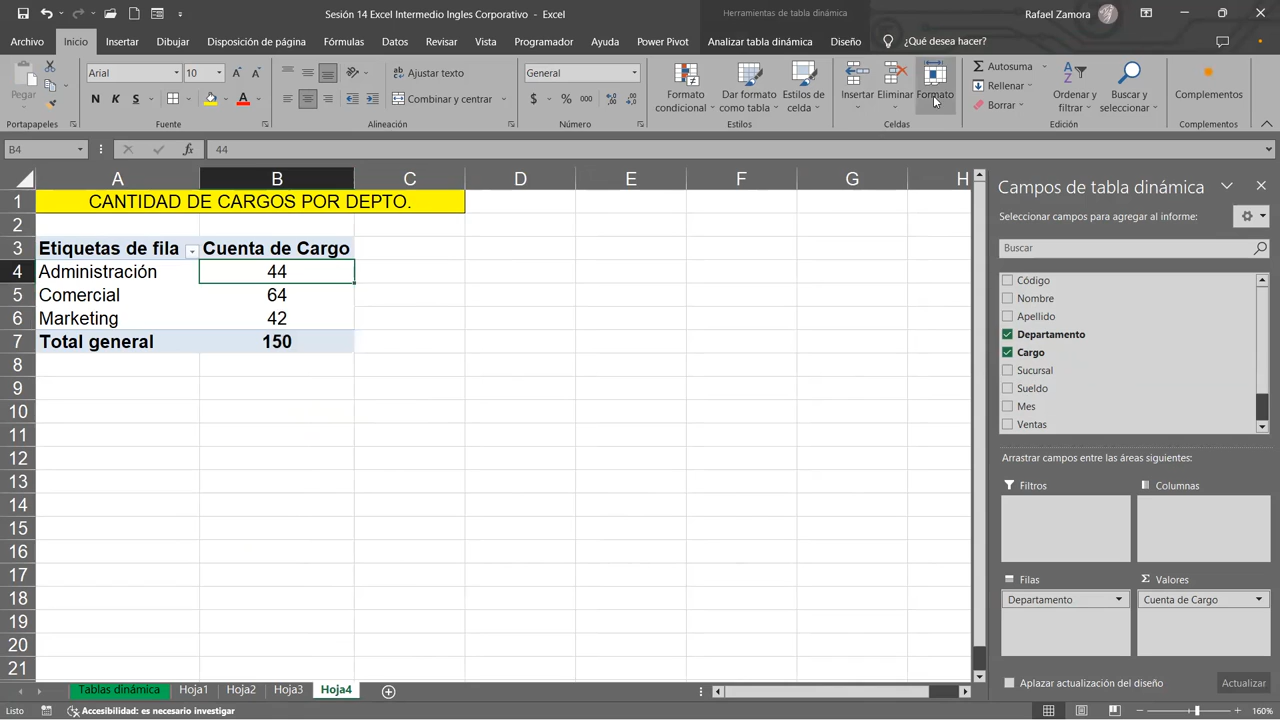 Sesión 14 Excel Intermedio Ingles Corporativo - Excel
Herramientas de tabla dinámica
Rafael Zamora
Archivo Inicio Insertar Dibujar Disposición de página Fórmulas Datos Revisar Vista Programador Ayuda Power Pivot Analizar tabla dinámica Diseño ¿Qué desea hacer?
Pegar
Arial 10
N K S
Ajustar texto
Combinar y centrar
General
$ % 000
Formato condicional
Dar formato como tabla
Estilos de celda
Insertar Eliminar Formato
Autosuma
Rellenar
Borrar
Ordenar y filtrar
Buscar y seleccionar
Complementos
Portapapeles Fuente Alineación Número Estilos Celdas Edición Complementos
B4 fx 44
A B C D E F G H
1 CANTIDAD DE CARGOS POR DEPTO.
2
3 Etiquetas de fila Cuenta de Cargo
4 Administración 44
5 Comercial 64
6 Marketing 42
7 Total general 150
8
9
10
11
12
13
14
15
16
17
18
19
20
21
Campos de tabla dinámica
Seleccionar campos para agregar al informe:
Buscar
Código
Nombre
Apellido
Departamento
Cargo
Sucursal
Sueldo
Mes
Ventas
Arrastrar campos entre las áreas siguientes:
Filtros Columnas
Filas Σ Valores
Departamento Cuenta de Cargo
Aplazar actualización del diseño Actualizar
Tablas dinámica Hoja1 Hoja2 Hoja3 Hoja4
Listo Accesibilidad: es necesario investigar 160%